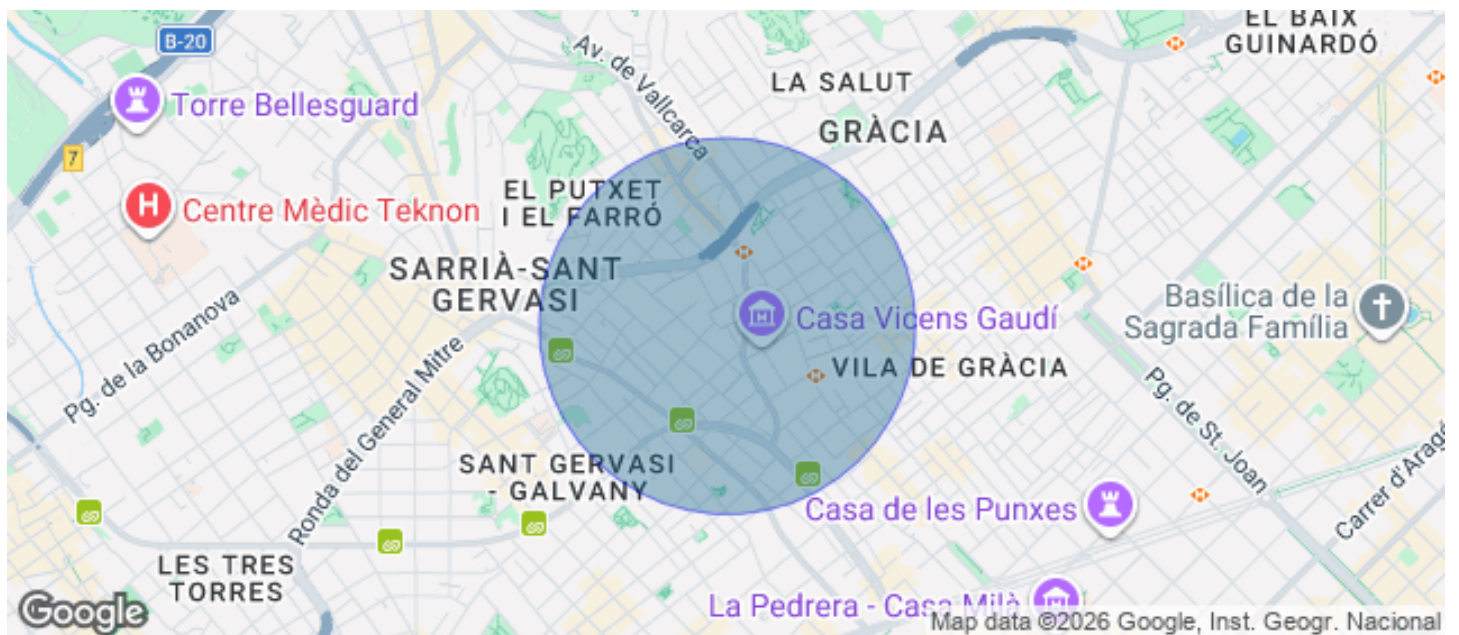 EL BAIX
GUINARDÓ
B-20
Av. de Vallcarca
LA SALUT
Torre Bellesguard
GRÀCIA
7
EL PUTXET
I EL FARRÓ
H
Centre Mèdic Teknon
SARRIÀ-SANT
GERVASI
Basílica de la
Sagrada Família
Pg. de la Bonanova
Casa Vicens Gaudí
Ronda del General Mitre
VILA DE GRÀCIA
Pg. de St. Joan
SANT GERVASI
- GALVANY
Carrer d'Aragó
Casa de les Punxes
LES TRES
TORRES
La Pedrera - Casa Milà
Google
Map data ©2026 Google, Inst. Geogr. Nacional